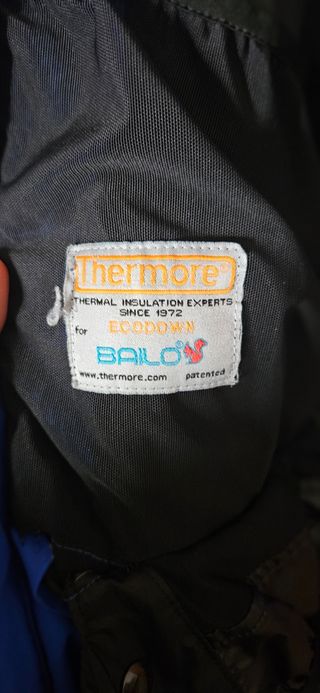 Thermore®
THERMAL INSULATION EXPERTS
SINCE 1972
for ECODOWN
BAILO®
www.thermore.com patented